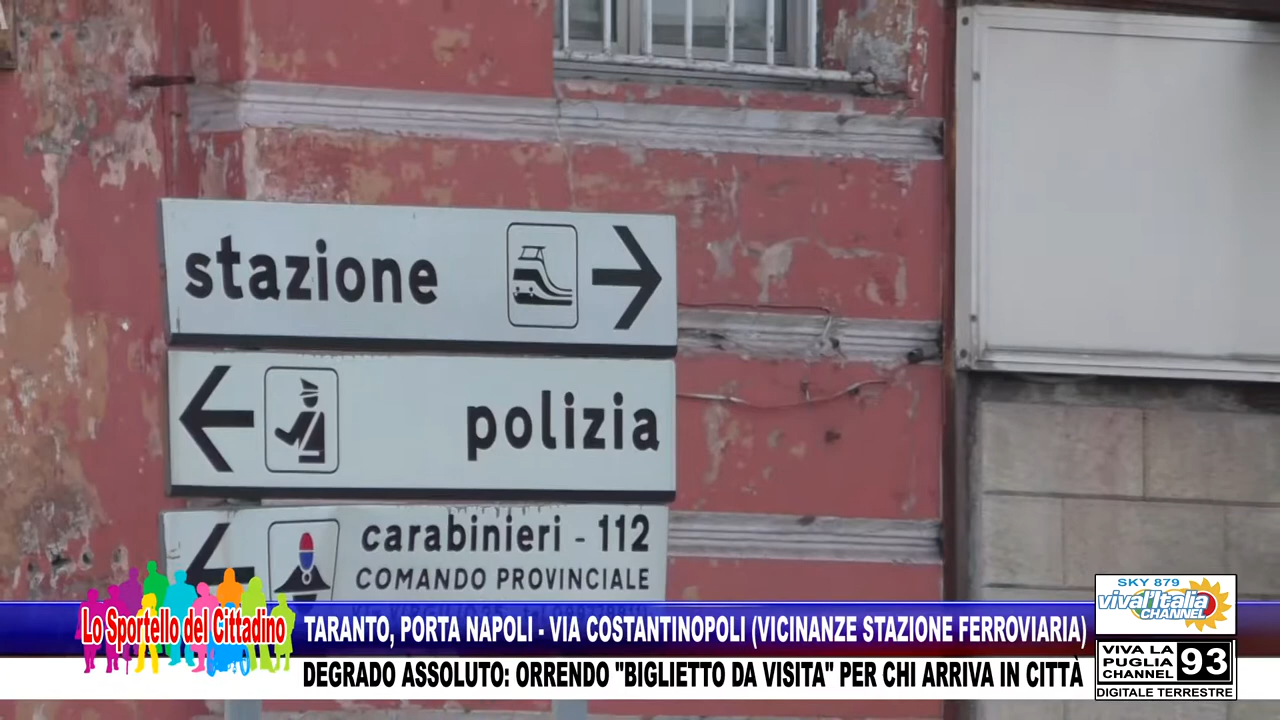 stazione
polizia
carabinieri - 112
COMANDO PROVINCIALE
Lo Sportello del Cittadino
TARANTO, PORTA NAPOLI - VIA COSTANTINOPOLI (VICINANZE STAZIONE FERROVIARIA)
DEGRADO ASSOLUTO: ORRENDO "BIGLIETTO DA VISITA" PER CHI ARRIVA IN CITTÀ
SKY 879
viva l'Italia
CHANNEL
VIVA LA
PUGLIA
CHANNEL
93
DIGITALE TERRESTRE